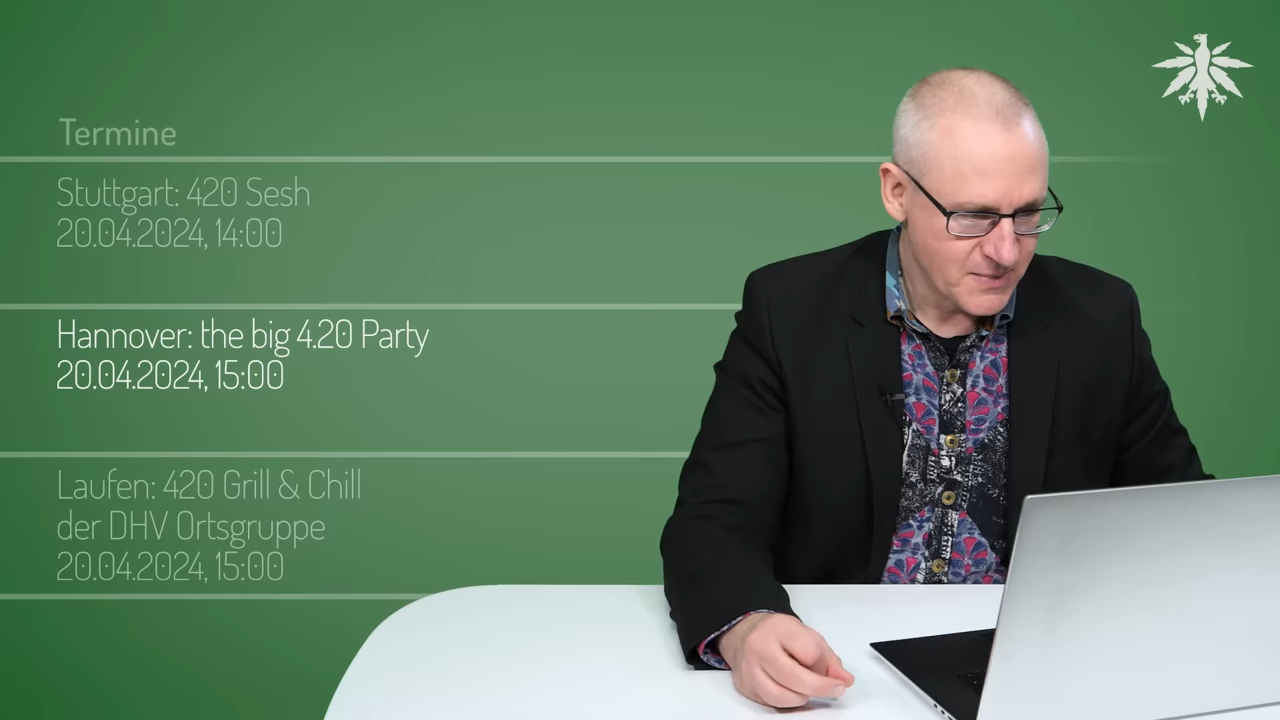 Termine
Stuttgart: 420 Sesh
20.04.2024, 14:00
Hannover: the big 4.20 Party
20.04.2024, 15:00
Laufen: 420 Grill & Chill
der DHV Ortsgruppe
20.04.2024, 15:00